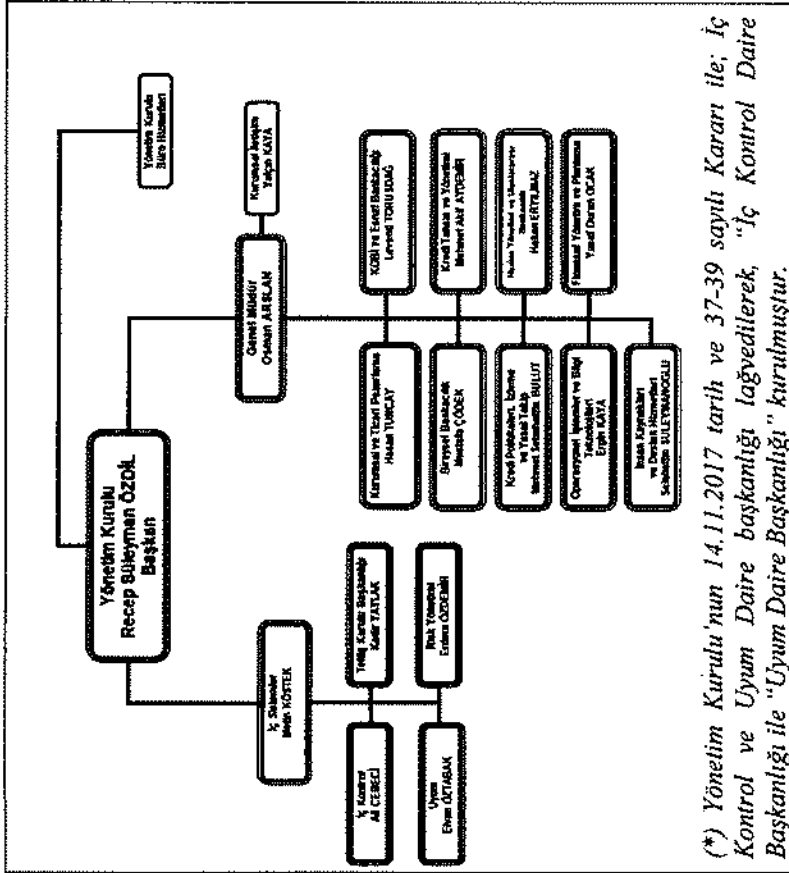 Yönetim Kurulu
Recep Süleyman ÖZDİL
Başkan
Yönetim Kurulu
Büro Hizmetleri
İç Sistemler
Metin KÖSTEK
Genel Müdür
Osman ARSLAN
Kurumsal İletişim
Yalçın KAYA
İç Kontrol
Ali CEBECİ
Teftiş Kurulu Başkanlığı
Kadir TAYLAK
Uyum
Elvan ÖZTABAK
Risk Yönetimi
Erdem ÖZDEMİR
Kurumsal ve Ticari Pazarlama
Hasan TUNCAY
KOBİ ve Esnaf Bankacılığı
Levent TORUSDAĞ
Bireysel Bankacılık
Mustafa ÇÖDEK
Kredi Tahsis ve Yönetimi
Mehmet Akif AYDEMİR
Kredi Politikaları, İzleme
ve Yasal Takip
Mehmet Sebahattin BULUT
Hazine Yönetimi ve Uluslararası
Bankacılık
Hakan ERYILMAZ
Operasyonel İşlemler ve Bilgi
Teknolojileri
Ergin KAYA
Finansal Yönetim ve Planlama
Yusuf Duran OCAK
İnsan Kaynakları
ve Destek Hizmetleri
Selahattin SÜLEYMANOĞLU
(*) Yönetim Kurulu'nun 14.11.2017 tarih ve 37-39 sayılı Kararı ile; İç
Kontrol ve Uyum Daire başkanlığı lağvedilerek, "İç Kontrol Daire
Başkanlığı ile "Uyum Daire Başkanlığı" kurulmuştur.